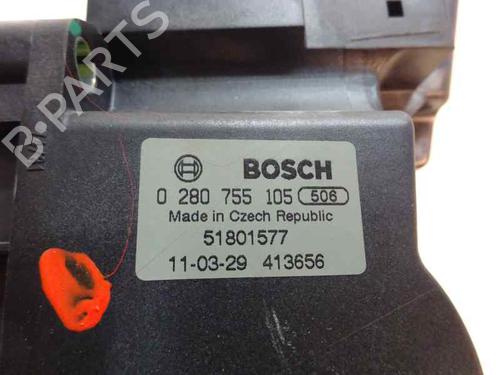 BOSCH
0 280 755 105 506
Made in Czech Republic
51801577
11-03-29 413656
B-PARTS